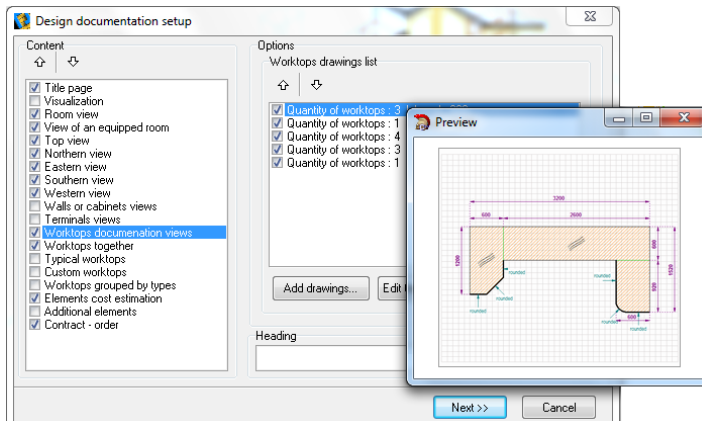 Design documentation setup
Content
Title page
Visualization
Room view
View of an equipped room
Top view
Northern view
Eastern view
Southern view
Western view
Walls or cabinets views
Terminals views
Worktops documenation views
Worktops together
Typical worktops
Custom worktops
Worktops grouped by types
Elements cost estimation
Additional elements
Contract - order
Options
Worktops drawings list
Quantity of worktops : 3
Quantity of worktops : 1
Quantity of worktops : 4
Quantity of worktops : 3
Quantity of worktops : 1
Add drawings...
Edit
Heading
Next >>
Cancel
Preview
3200
600
2600
1200
600
920
1520
600
rounded
rounded
rounded
rounded
rounded